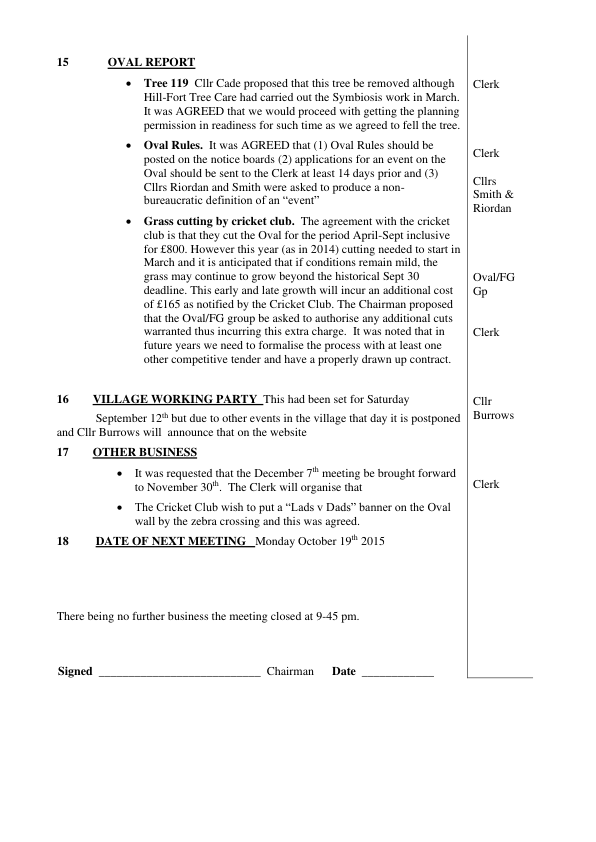 15 OVAL REPORT
• Tree 119 Cllr Cade proposed that this tree be removed although
Clerk
Hill-Fort Tree Care had carried out the Symbiosis work in March.
It was AGREED that we would proceed with getting the planning
permission in readiness for such time as we agreed to fell the tree.
• Oval Rules. It was AGREED that (1) Oval Rules should be
posted on the notice boards (2) applications for an event on the
Clerk
Oval should be sent to the Clerk at least 14 days prior and (3)
Cllrs Riordan and Smith were asked to produce a non-
bureaucratic definition of an “event”
Cllrs
Smith &
Riordan
• Grass cutting by cricket club. The agreement with the cricket
club is that they cut the Oval for the period April-Sept inclusive
for £800. However this year (as in 2014) cutting needed to start in
March and it is anticipated that if conditions remain mild, the
grass may continue to grow beyond the historical Sept 30
deadline. This early and late growth will incur an additional cost
of £165 as notified by the Cricket Club. The Chairman proposed
that the Oval/FG group be asked to authorise any additional cuts
warranted thus incurring this extra charge. It was noted that in
future years we need to formalise the process with at least one
other competitive tender and have a properly drawn up contract.
Oval/FG
Gp
Clerk
16 VILLAGE WORKING PARTY This had been set for Saturday
September 12th but due to other events in the village that day it is postponed
and Cllr Burrows will announce that on the website
Cllr
Burrows
17 OTHER BUSINESS
• It was requested that the December 7th meeting be brought forward
to November 30th. The Clerk will organise that
Clerk
• The Cricket Club wish to put a “Lads v Dads” banner on the Oval
wall by the zebra crossing and this was agreed.
18 DATE OF NEXT MEETING Monday October 19th 2015
There being no further business the meeting closed at 9-45 pm.
Signed ___________________________ Chairman Date ____________